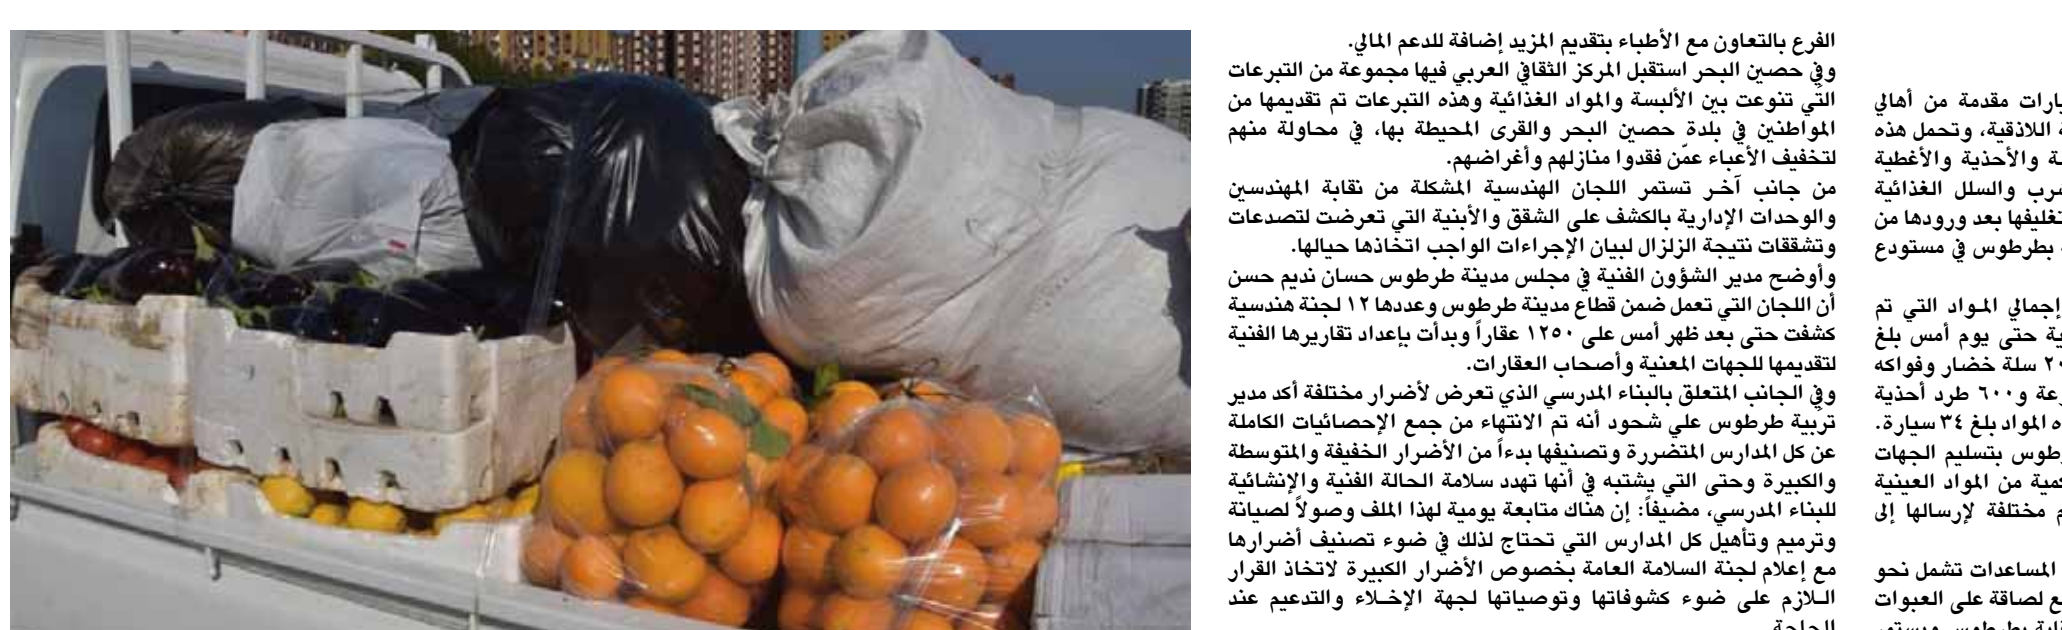 مقدمة من أهالي
اللاذقية، وتحمل هذه
والأحذية والأغطية
والسلل الغذائية
تغليفها بعد ورودها من
بطرطوس في مستودع
إجمالي المواد التي تم
حتى يوم أمس بلغ
سلة خضار وفواكه
و٦٠٠ طرد أحذية
المواد بلغ ٣٤ سيارة.
بتسليم الجهات
كمية من المواد العينية
مختلفة لإرسالها إلى
المساعدات تشمل نحو
لصاقة على العبوات
بطرطوس ويستمر
الفرع بالتعاون مع الأطباء بتقديم المزيد إضافة للدعم المالي.
وفي حصين البحر استقبل المركز الثقافي العربي فيها مجموعة من التبرعات
التي تنوعت بين الألبسة والمواد الغذائية وهذه التبرعات تم تقديمها من
المواطنين في بلدة حصين البحر والقرى المحيطة بها، في محاولة منهم
لتخفيف الأعباء عمّن فقدوا منازلهم وأغراضهم.
من جانب آخر تستمر اللجان الهندسية المشكلة من نقابة المهندسين
والوحدات الإدارية بالكشف على الشقق والأبنية التي تعرضت لتصدعات
وتشققات نتيجة الزلزال لبيان الإجراءات الواجب اتخاذها حيالها.
وأوضح مدير الشؤون الفنية في مجلس مدينة طرطوس حسان نديم حسن
أن اللجان التي تعمل ضمن قطاع مدينة طرطوس وعددها ١٢ لجنة هندسية
كشفت حتى بعد ظهر أمس على ١٢٥٠ عقاراً وبدأت بإعداد تقاريرها الفنية
لتقديمها للجهات المعنية وأصحاب العقارات.
وفي الجانب المتعلق بالبناء المدرسي الذي تعرض لأضرار مختلفة أكد مدير
تربية طرطوس علي شحود أنه تم الانتهاء من جمع الإحصائيات الكاملة
عن كل المدارس المتضررة وتصنيفها بدءاً من الأضرار الخفيفة والمتوسطة
والكبيرة وحتى التي يشتبه في أنها تهدد سلامة الحالة الفنية والإنشائية
للبناء المدرسي، مضيفاً: إن هناك متابعة يومية لهذا الملف وصولاً لصيانة
وترميم وتأهيل كل المدارس التي تحتاج لذلك في ضوء تصنيف أضرارها
مع إعلام لجنة السلامة العامة بخصوص الأضرار الكبيرة لاتخاذ القرار
اللازم على ضوء كشوفاتها وتوصياتها لجهة الإخلاء والتدعيم عند
الحاجة.